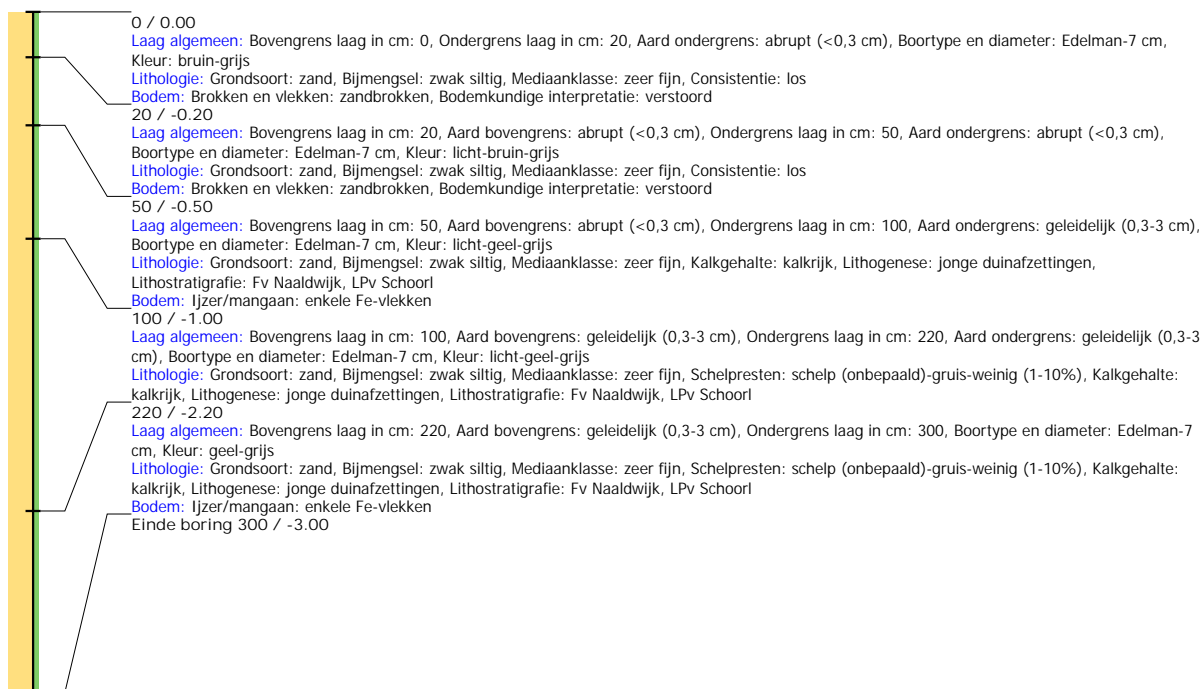 0 / 0.00
Laag algemeen: Bovengrens laag in cm: 0, Ondergrens laag in cm: 20, Aard ondergrens: abrupt (<0,3 cm), Boortype en diameter: Edelman-7 cm,
Kleur: bruin-grijs
Lithologie: Grondsoort: zand, Bijmengsel: zwak siltig, Mediaanklasse: zeer fijn, Consistentie: los
Bodem: Brokken en vlekken: zandbrokken, Bodemkundige interpretatie: verstoord
20 / -0.20
Laag algemeen: Bovengrens laag in cm: 20, Aard bovengrens: abrupt (<0,3 cm), Ondergrens laag in cm: 50, Aard ondergrens: abrupt (<0,3 cm),
Boortype en diameter: Edelman-7 cm, Kleur: licht-bruin-grijs
Lithologie: Grondsoort: zand, Bijmengsel: zwak siltig, Mediaanklasse: zeer fijn, Consistentie: los
Bodem: Brokken en vlekken: zandbrokken, Bodemkundige interpretatie: verstoord
50 / -0.50
Laag algemeen: Bovengrens laag in cm: 50, Aard bovengrens: abrupt (<0,3 cm), Ondergrens laag in cm: 100, Aard ondergrens: geleidelijk (0,3-3 cm),
Boortype en diameter: Edelman-7 cm, Kleur: licht-geel-grijs
Lithologie: Grondsoort: zand, Bijmengsel: zwak siltig, Mediaanklasse: zeer fijn, Kalkgehalte: kalkrijk, Lithogenese: jonge duinafzettingen,
Lithostratigrafie: Fv Naaldwijk, LPv Schoorl
Bodem: Ijzer/mangaan: enkele Fe-vlekken
100 / -1.00
Laag algemeen: Bovengrens laag in cm: 100, Aard bovengrens: geleidelijk (0,3-3 cm), Ondergrens laag in cm: 220, Aard ondergrens: geleidelijk (0,3-3
cm), Boortype en diameter: Edelman-7 cm, Kleur: licht-geel-grijs
Lithologie: Grondsoort: zand, Bijmengsel: zwak siltig, Mediaanklasse: zeer fijn, Schelpresten: schelp (onbepaald)-gruis-weinig (1-10%), Kalkgehalte:
kalkrijk, Lithogenese: jonge duinafzettingen, Lithostratigrafie: Fv Naaldwijk, LPv Schoorl
220 / -2.20
Laag algemeen: Bovengrens laag in cm: 220, Aard bovengrens: geleidelijk (0,3-3 cm), Ondergrens laag in cm: 300, Boortype en diameter: Edelman-7
cm, Kleur: geel-grijs
Lithologie: Grondsoort: zand, Bijmengsel: zwak siltig, Mediaanklasse: zeer fijn, Schelpresten: schelp (onbepaald)-gruis-weinig (1-10%), Kalkgehalte:
kalkrijk, Lithogenese: jonge duinafzettingen, Lithostratigrafie: Fv Naaldwijk, LPv Schoorl
Bodem: Ijzer/mangaan: enkele Fe-vlekken
Einde boring 300 / -3.00